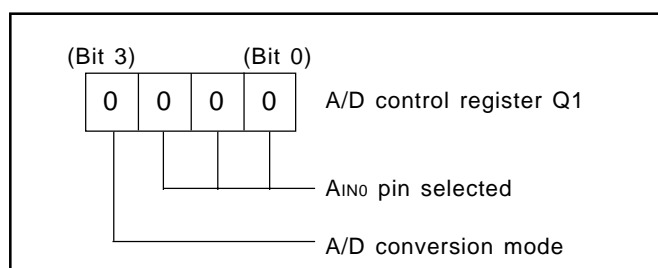 (Bit 3) (Bit 0)
0 0 0 0 A/D control register Q1
AIN0 pin selected
A/D conversion mode